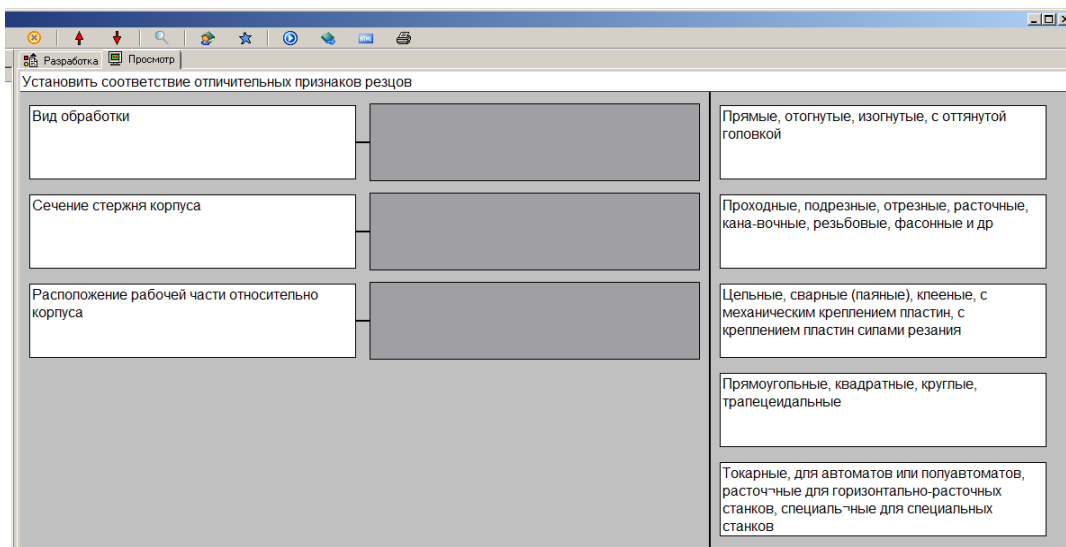 Разработка Просмотр
Установить соответствие отличительных признаков резцов
Вид обработки
Сечение стержня корпуса
Расположение рабочей части относительно
корпуса
Прямые, отогнутые, изогнутые, с оттянутой
головкой
Проходные, подрезные, отрезные, расточные,
кана-вочные, резьбовые, фасонные и др
Цельные, сварные (паяные), клееные, с
механическим креплением пластин, с
креплением пластин силами резания
Прямоугольные, квадратные, круглые,
трапецеидальные
Токарные, для автоматов или полуавтоматов,
расточ¬ные для горизонтально-расточных
станков, специаль¬ные для специальных
станков